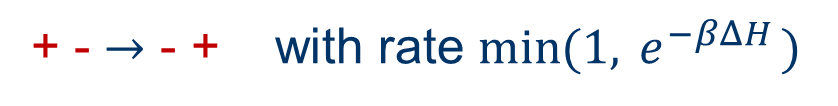 + - → - + with rate min(1, e^{-βΔH})